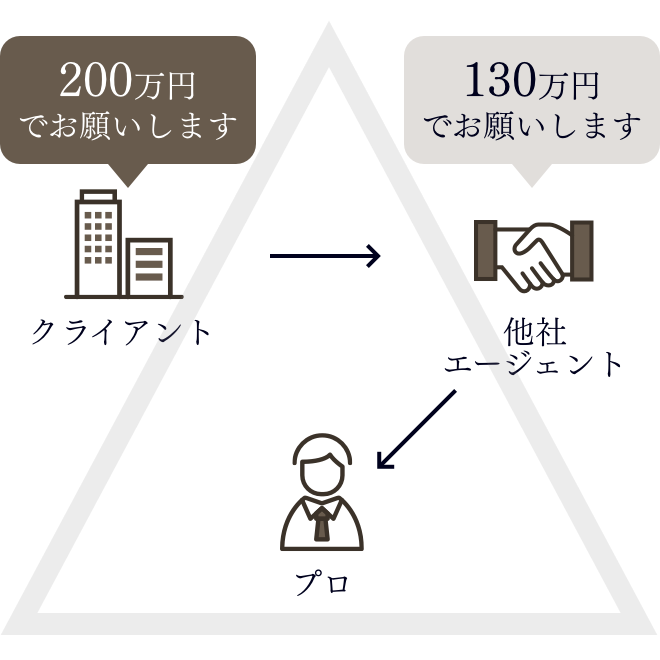 200万円
でお願いします
130万円
でお願いします
クライアント
他社
エージェント
プロ